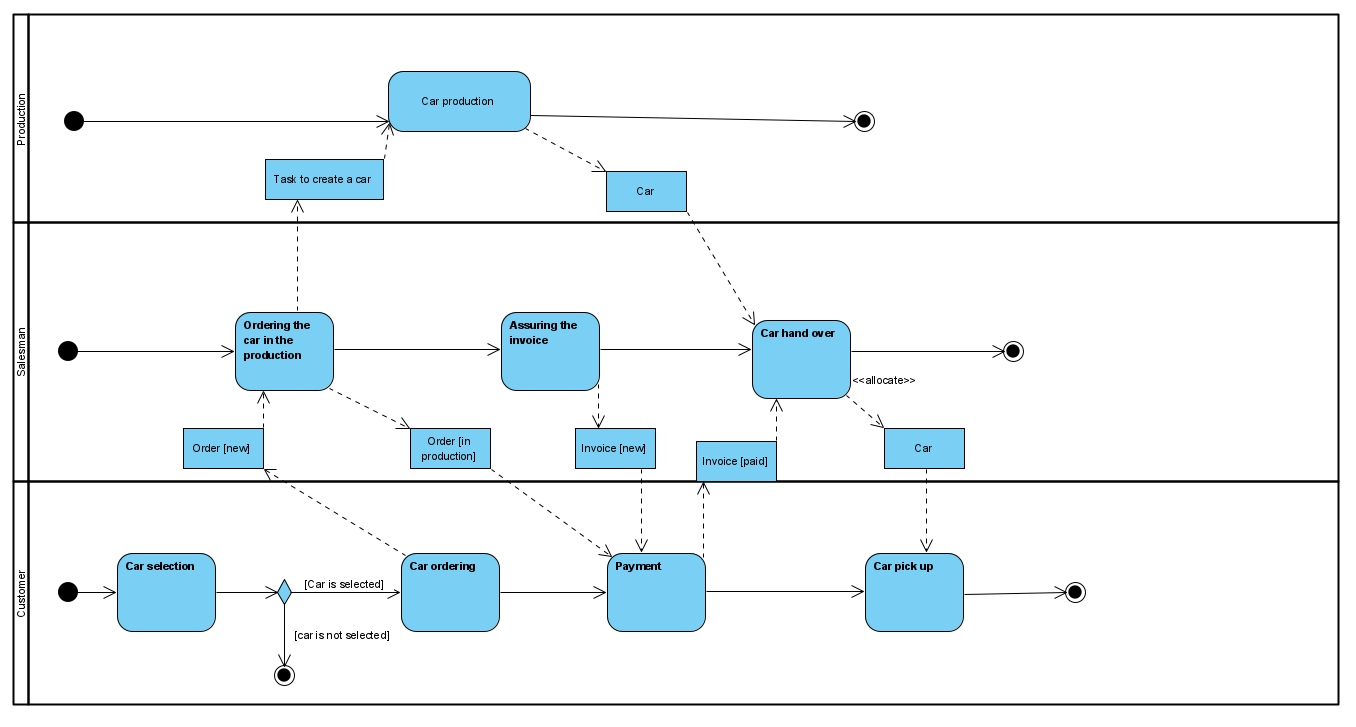 Production
Car production
Task to create a car
Car
Salesman
Ordering the
car in the
production
Assuring the
invoice
Car hand over
<<allocate>>
Order [new]
Order [in
production]
Invoice [new]
Invoice [paid]
Car
Customer
Car selection
[Car is selected]
Car ordering
Payment
Car pick up
[car is not selected]